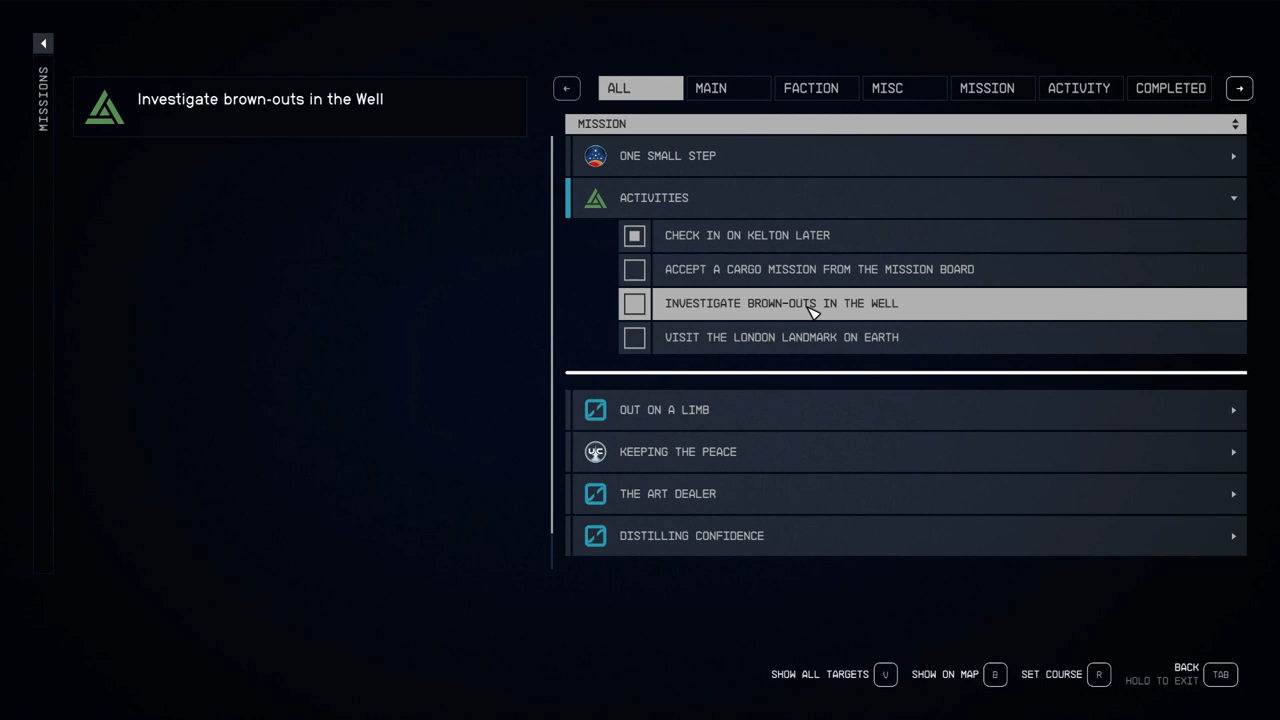 MISSIONS
Investigate brown-outs in the Well
ALL
MAIN
FACTION
MISC
MISSION
ACTIVITY
COMPLETED
MISSION
ONE SMALL STEP
ACTIVITIES
CHECK IN ON KELTON LATER
ACCEPT A CARGO MISSION FROM THE MISSION BOARD
INVESTIGATE BROWN-OUTS IN THE WELL
VISIT THE LONDON LANDMARK ON EARTH
OUT ON A LIMB
UC KEEPING THE PEACE
THE ART DEALER
DISTILLING CONFIDENCE
SHOW ALL TARGETS V
SHOW ON MAP B
SET COURSE R
BACK
HOLD TO EXIT TAB